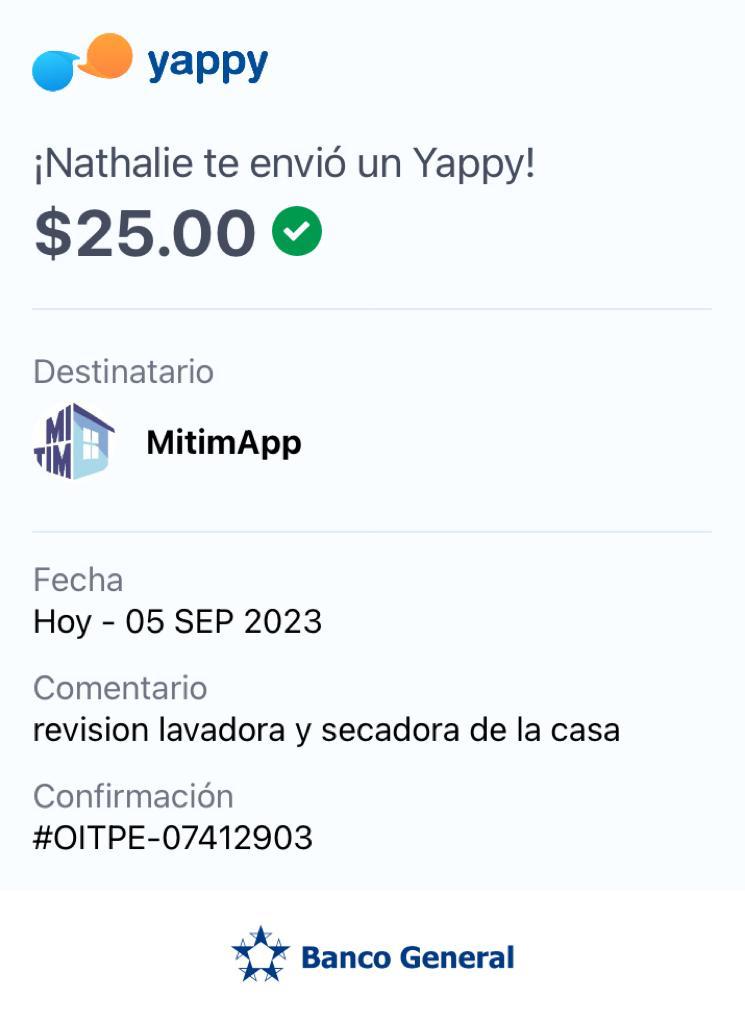 yappy
¡Nathalie te envió un Yappy!
$25.00
Destinatario
MI
TIM
MitimApp
Fecha
Hoy - 05 SEP 2023
Comentario
revision lavadora y secadora de la casa
Confirmación
#OITPE-07412903
Banco General